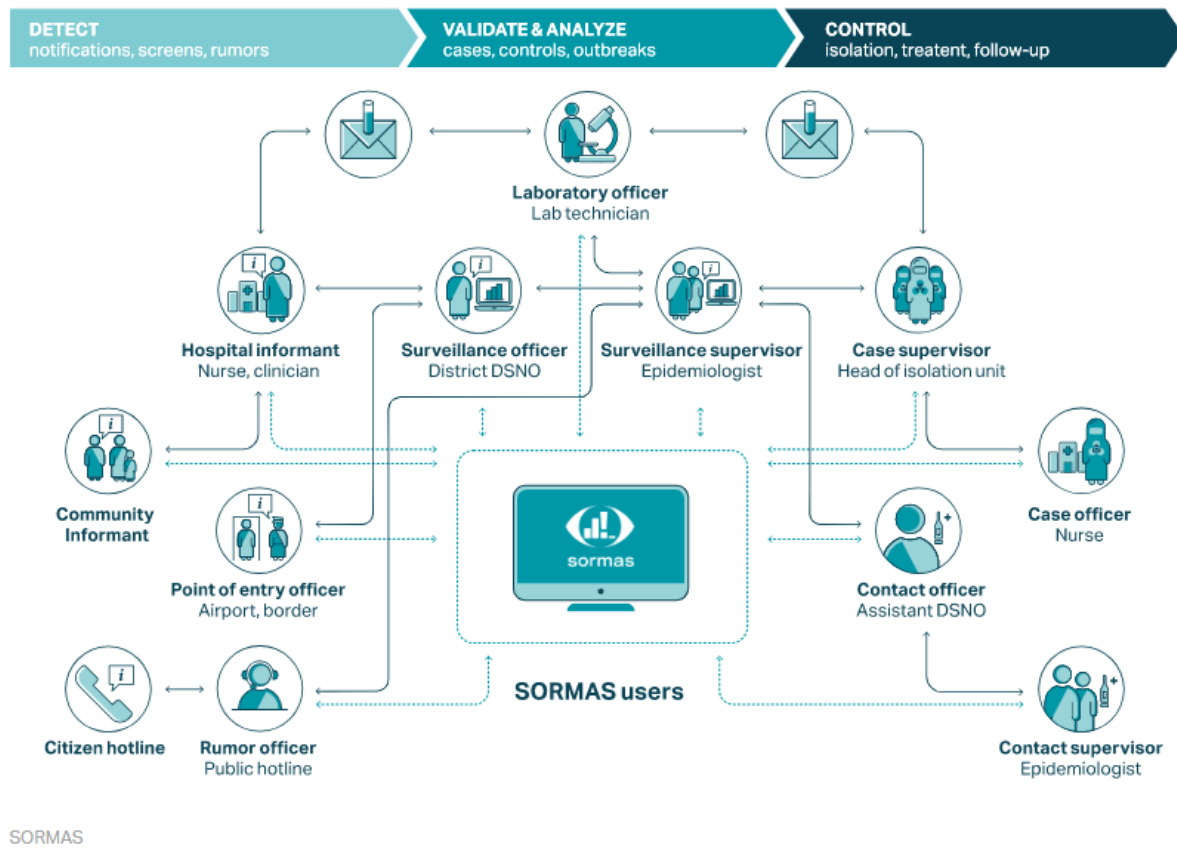 DETECT
notifications, screens, rumors
VALIDATE & ANALYZE
cases, controls, outbreaks
CONTROL
isolation, treatent, follow-up
Laboratory officer
Lab technician
i
i
i
Hospital informant
Nurse, clinician
Surveillance officer
District DSNO
Surveillance supervisor
Epidemiologist
Case supervisor
Head of isolation unit
i
Community
Informant
i
Point of entry officer
Airport, border
sormas
Case officer
Nurse
Contact officer
Assistant DSNO
i
Citizen hotline
Rumor officer
Public hotline
SORMAS users
Contact supervisor
Epidemiologist
SORMAS